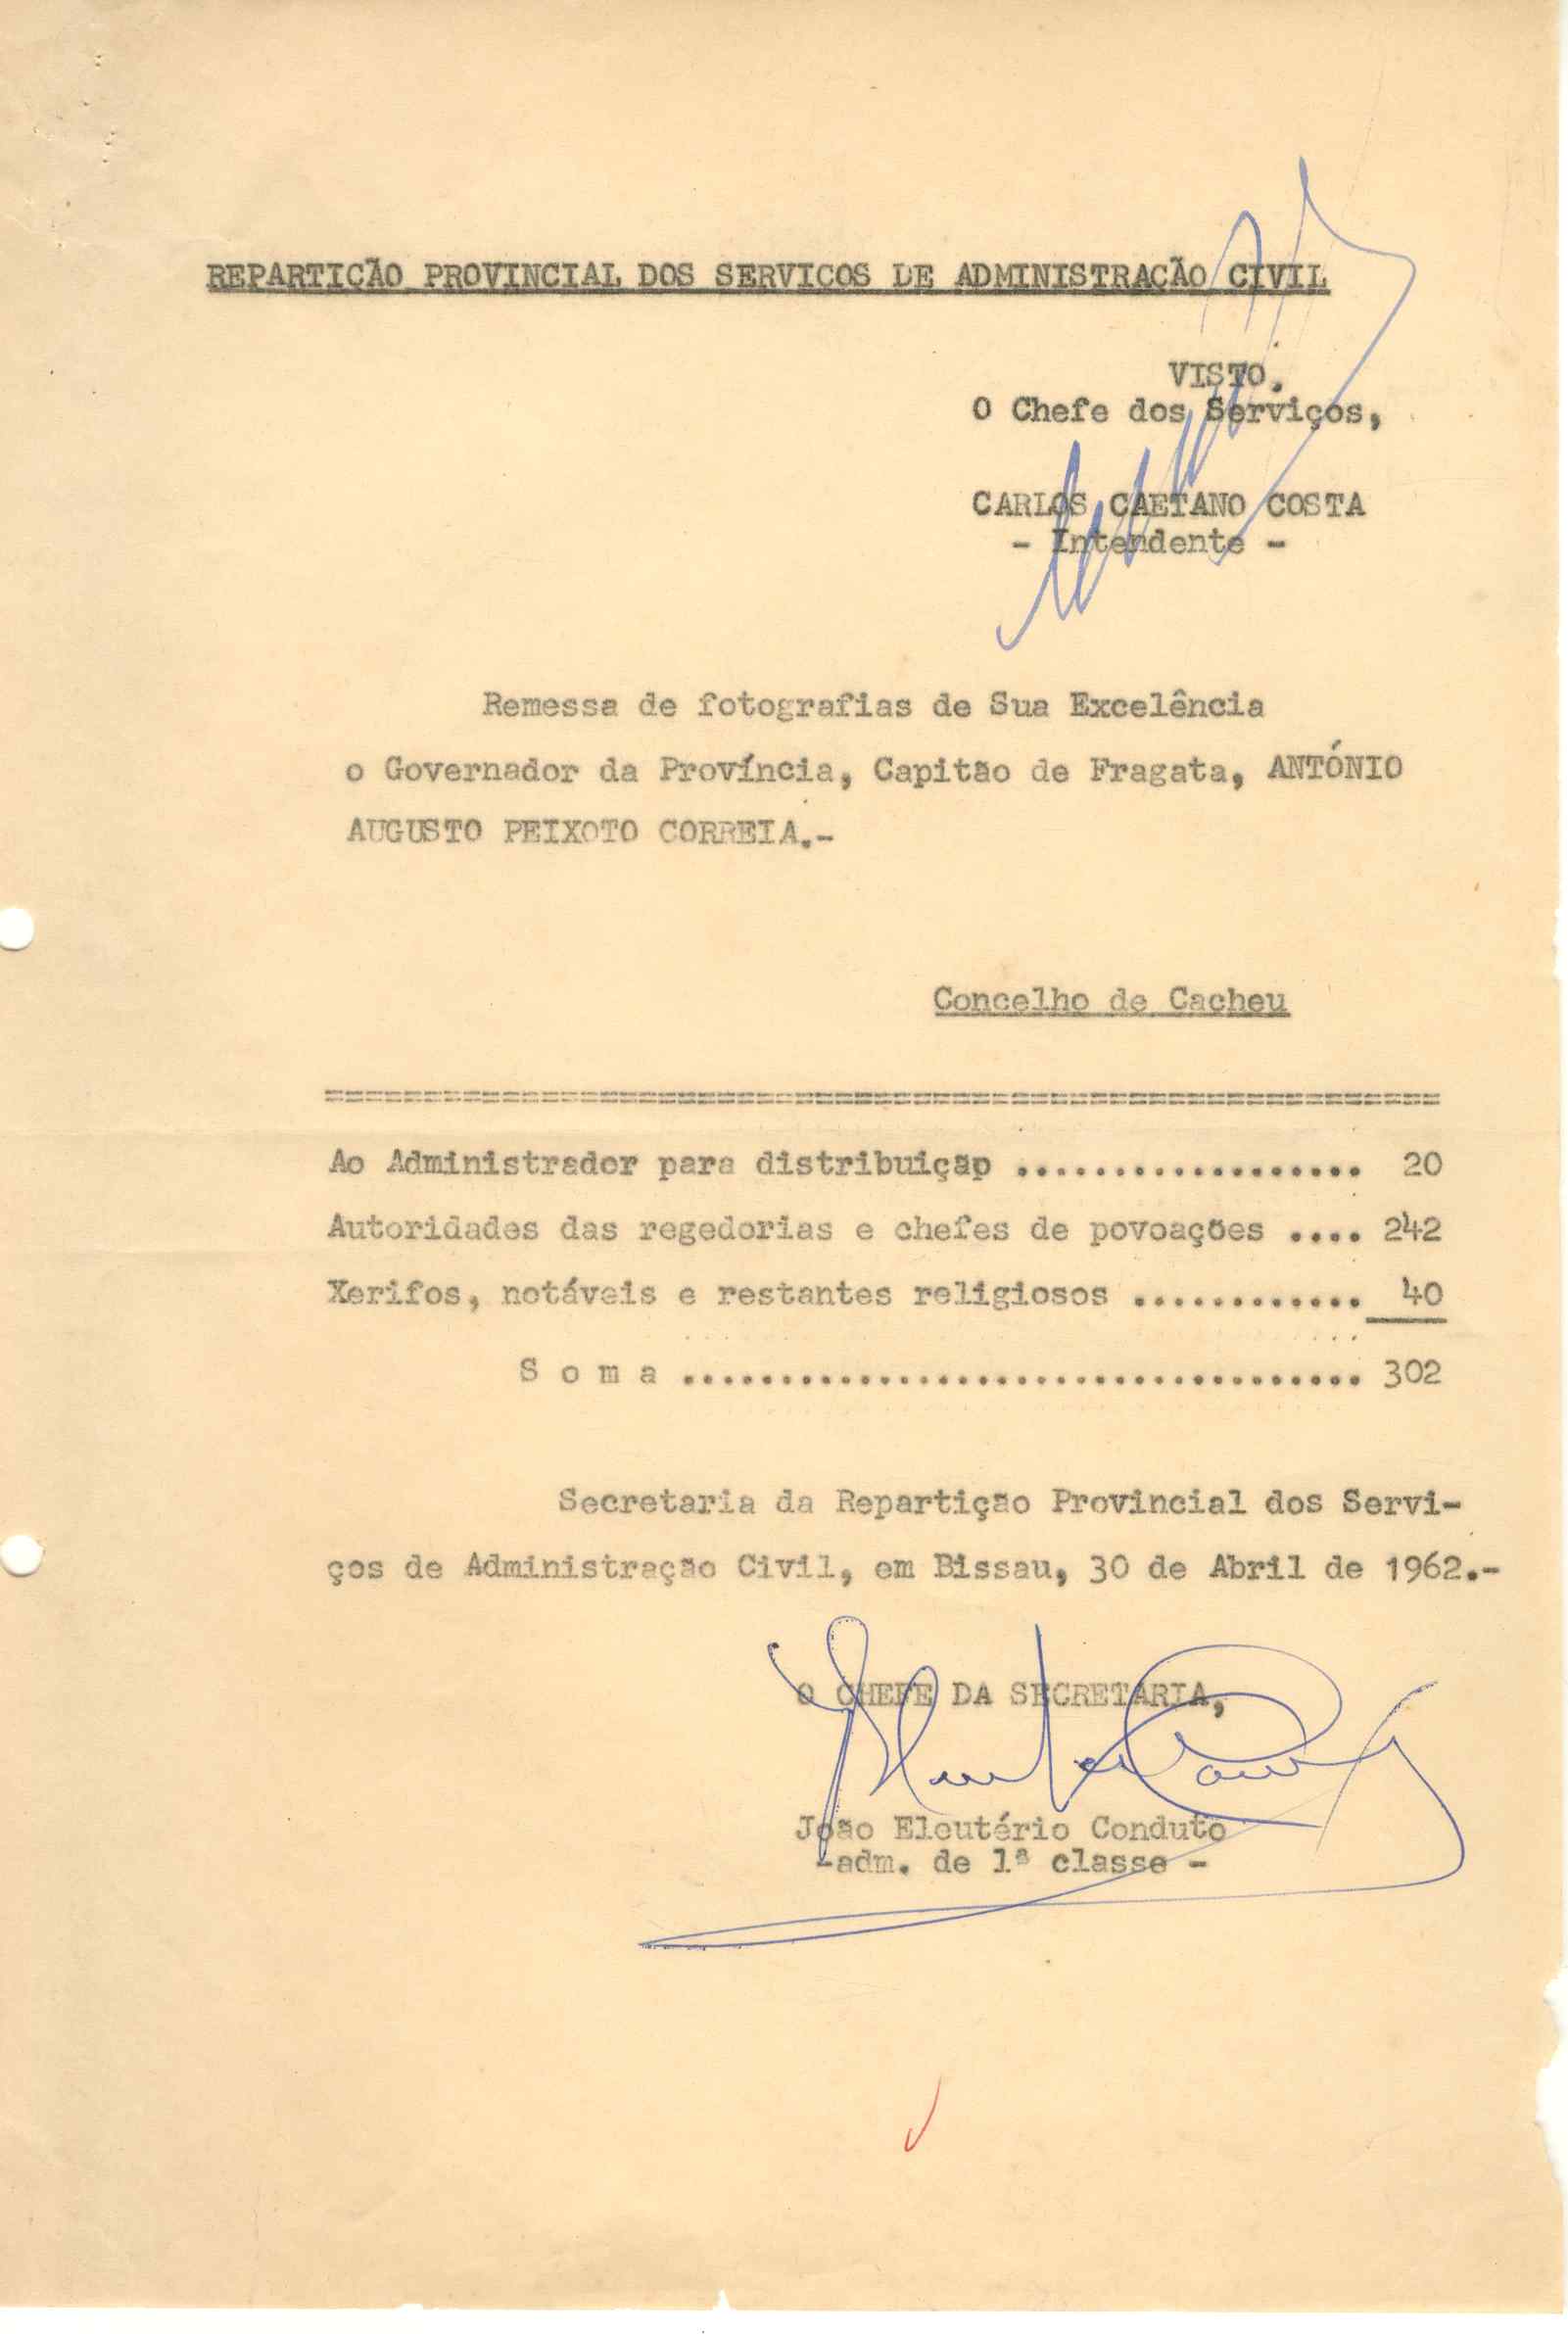 REPARTIÇÃO PROVINCIAL DOS SERVIÇOS DE ADMINISTRAÇÃO CIVIL
VISTO.
O Chefe dos Serviços,
CARLOS CAETANO COSTA
- Intendente -
Remessa de fotografias de Sua Excelência
o Governador da Província, Capitão de Fragata, ANTÓNIO
AUGUSTO PEIXOTO CORREIA.-
Concelho de Cacheu
=========================================================
Ao Administrador para distribuição .................. 20
Autoridades das regedorias e chefes de povoações .... 242
Xerifos, notáveis e restantes religiosos ............ 40
S o m a ................................... 302
Secretaria da Repartição Provincial dos Servi-
ços de Administração Civil, em Bissau, 30 de Abril de 1962.-
O CHEFE DA SECRETARIA,
João Eleutério Conduto
-adm. de 1ª classe -